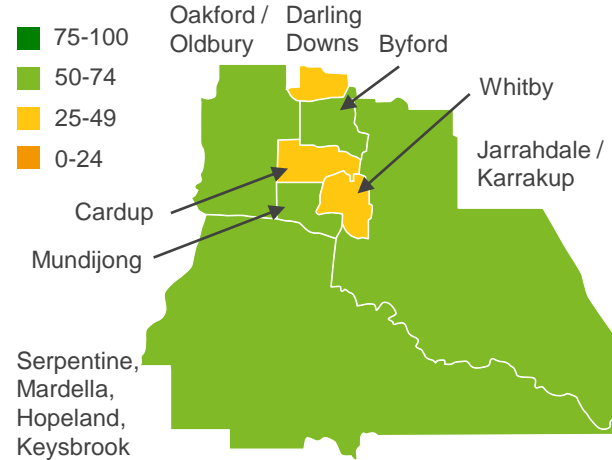 75-100
50-74
25-49
0-24
Oakford /
Oldbury
Darling
Downs
Byford
Whitby
Jarrahdale /
Karrakup
Cardup
Mundijong
Serpentine,
Mardella,
Hopeland,
Keysbrook